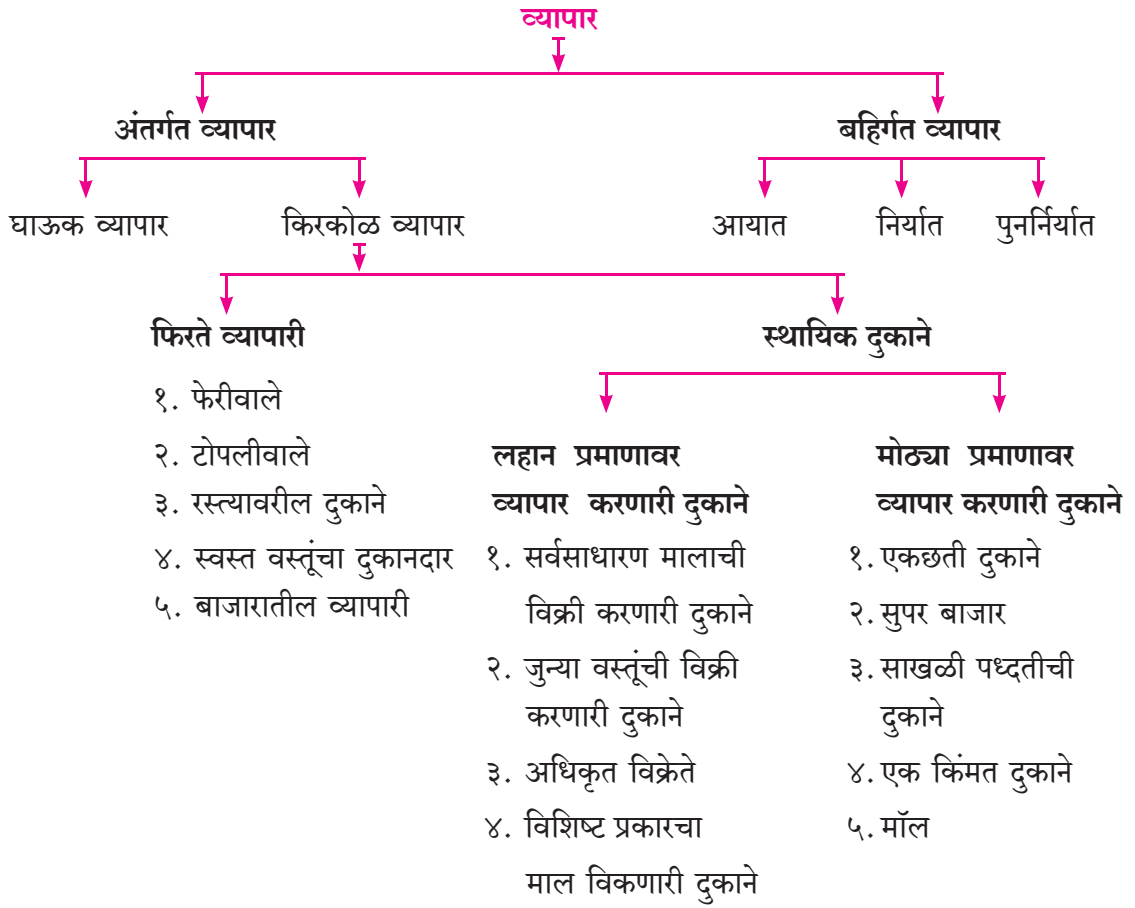 व्यापार
अंतर्गत व्यापार
बहिर्गत व्यापार
घाऊक व्यापार
किरकोळ व्यापार
आयात
निर्यात
पुनर्निर्यात
फिरते व्यापारी
१. फेरीवाले
२. टोपलीवाले
३. रस्त्यावरील दुकाने
४. स्वस्त वस्तूंचा दुकानदार
५. बाजारातील व्यापारी
स्थायिक दुकाने
लहान प्रमाणावर
व्यापार करणारी दुकाने
१. सर्वसाधारण मालाची
विक्री करणारी दुकाने
२. जुन्या वस्तूंची विक्री
करणारी दुकाने
३. अधिकृत विक्रेते
४. विशिष्ट प्रकारचा
माल विकणारी दुकाने
मोठ्या प्रमाणावर
व्यापार करणारी दुकाने
१. एकछती दुकाने
२. सुपर बाजार
३. साखळी पध्दतीची
दुकाने
४. एक किंमत दुकाने
५. मॉल